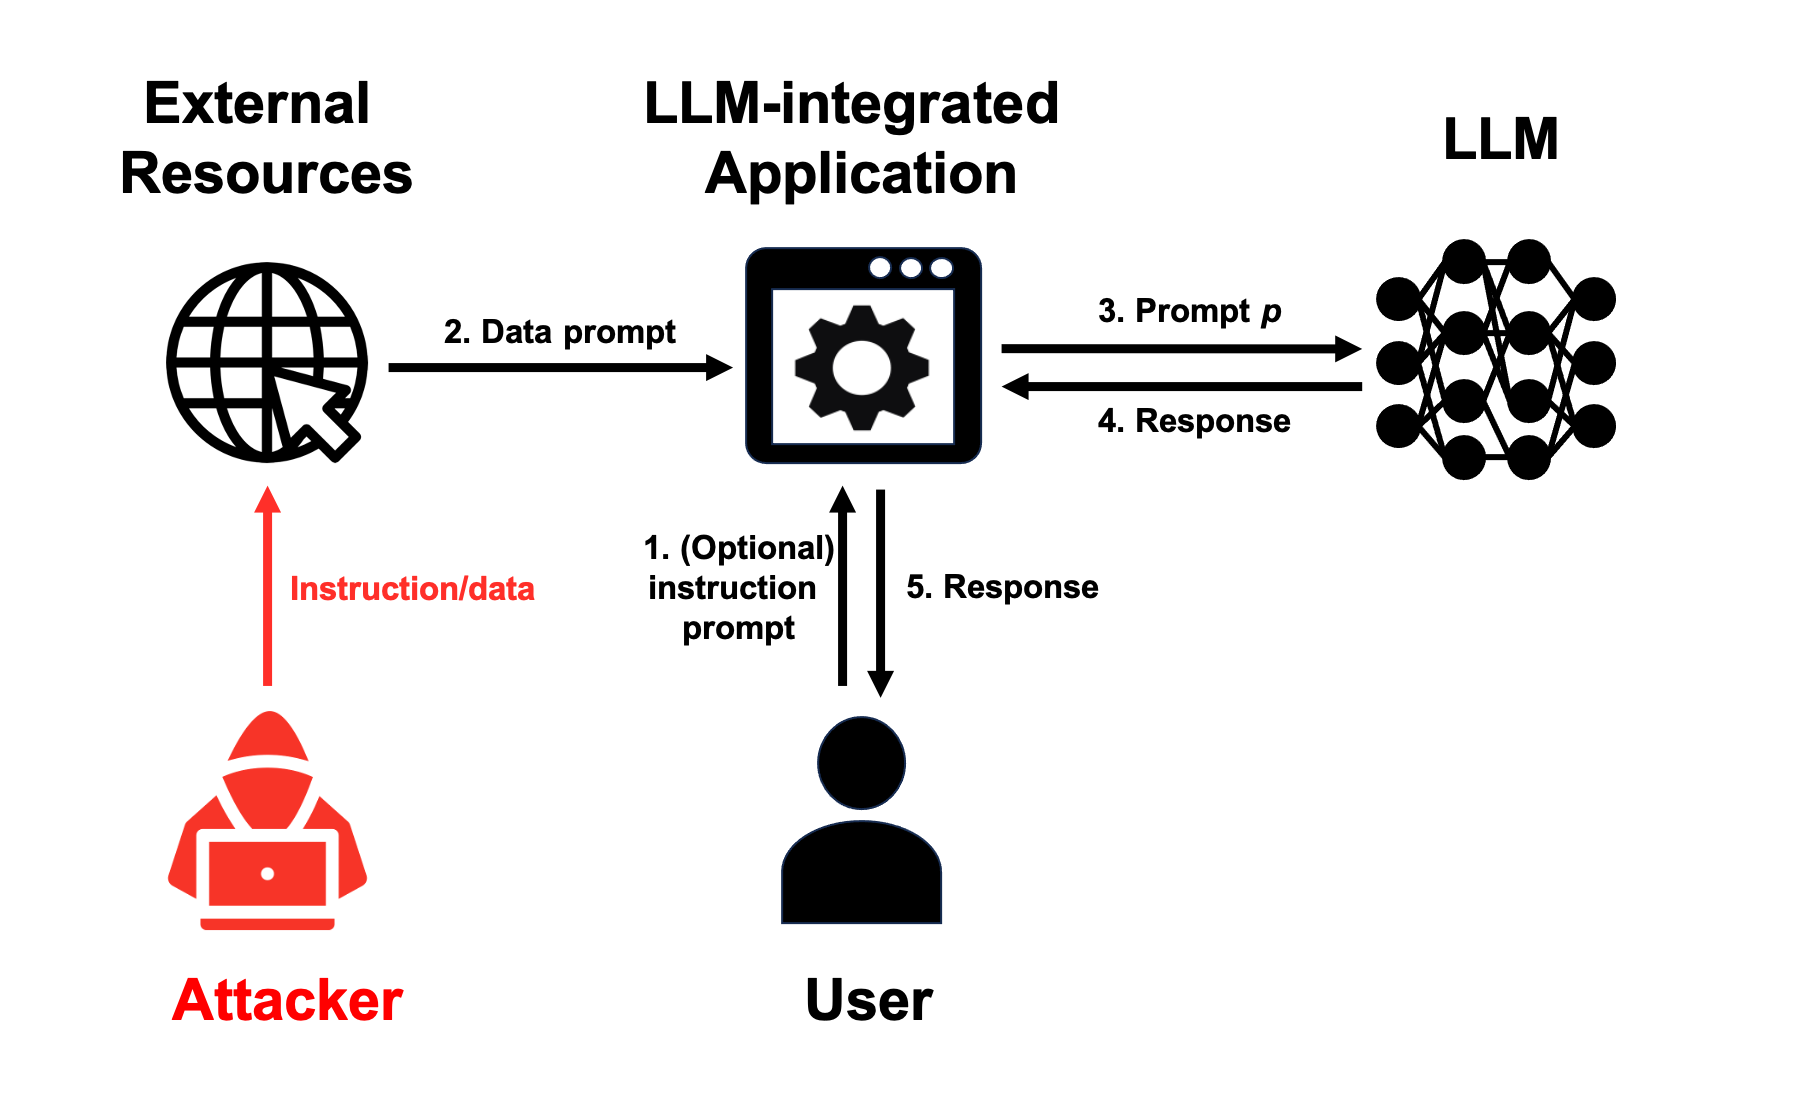 External
Resources
LLM-integrated
Application
LLM
2. Data prompt
3. Prompt p
4. Response
Instruction/data
1. (Optional)
instruction
prompt
5. Response
Attacker
User